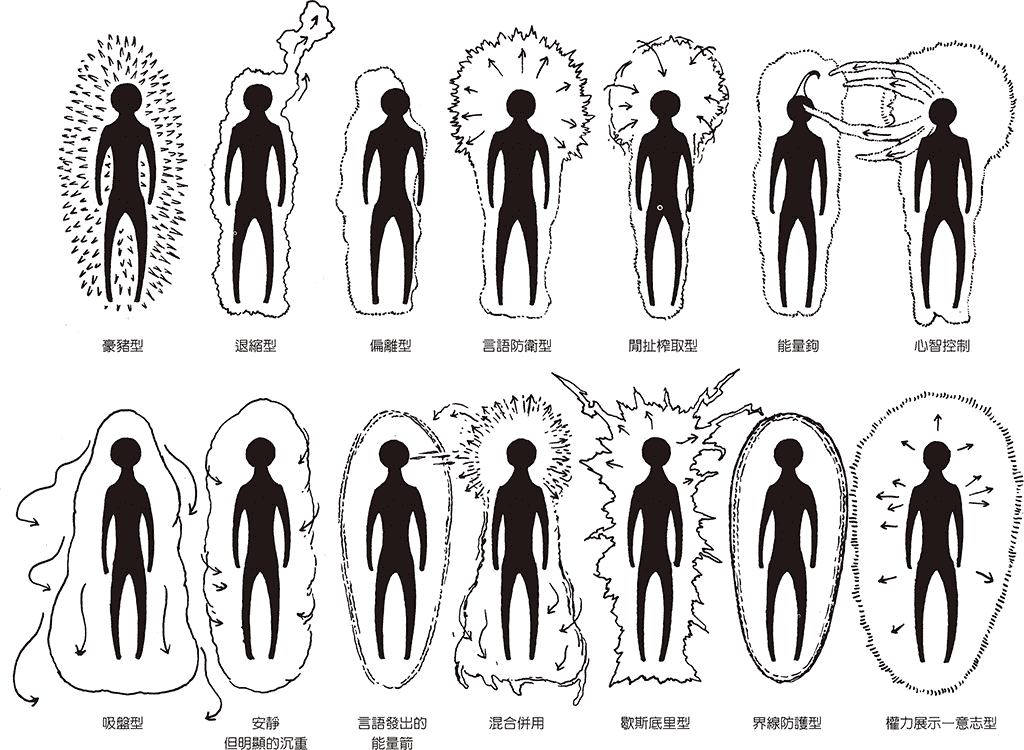 豪豬型
退縮型
偏離型
言語防衛型
閒扯榨取型
能量鉤
心智控制
吸盤型
安靜
但明顯的沉重
言語發出的
能量箭
混合併用
歇斯底里型
界線防護型
權力展示—意志型